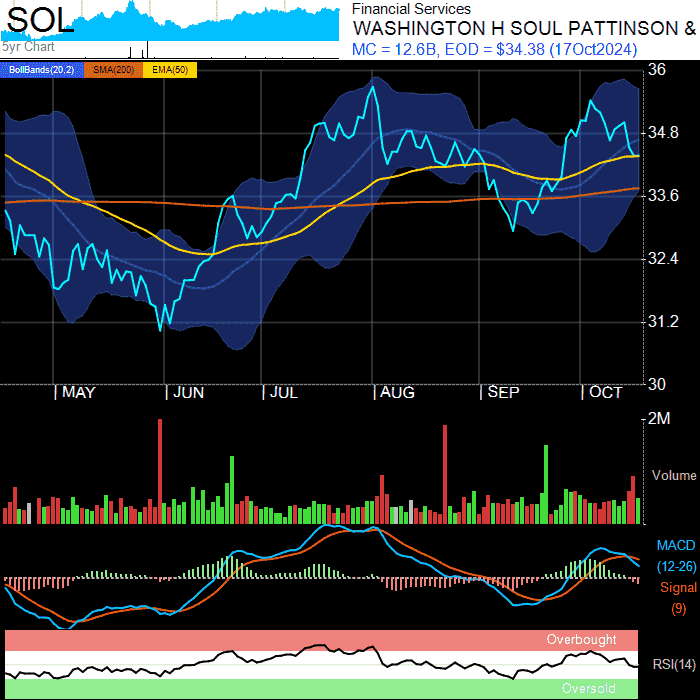 SOL
5yr Chart
Financial Services
WASHINGTON H SOUL PATTINSON &
MC = 12.6B, EOD = $34.38 (17Oct2024)
BollBands(20,2) SMA(200) EMA(50)
36
34.8
33.6
32.4
31.2
30
MAY JUN JUL AUG SEP OCT
2M
Volume
MACD
(12-26)
Signal
(9)
Overbought
RSI(14)
Oversold